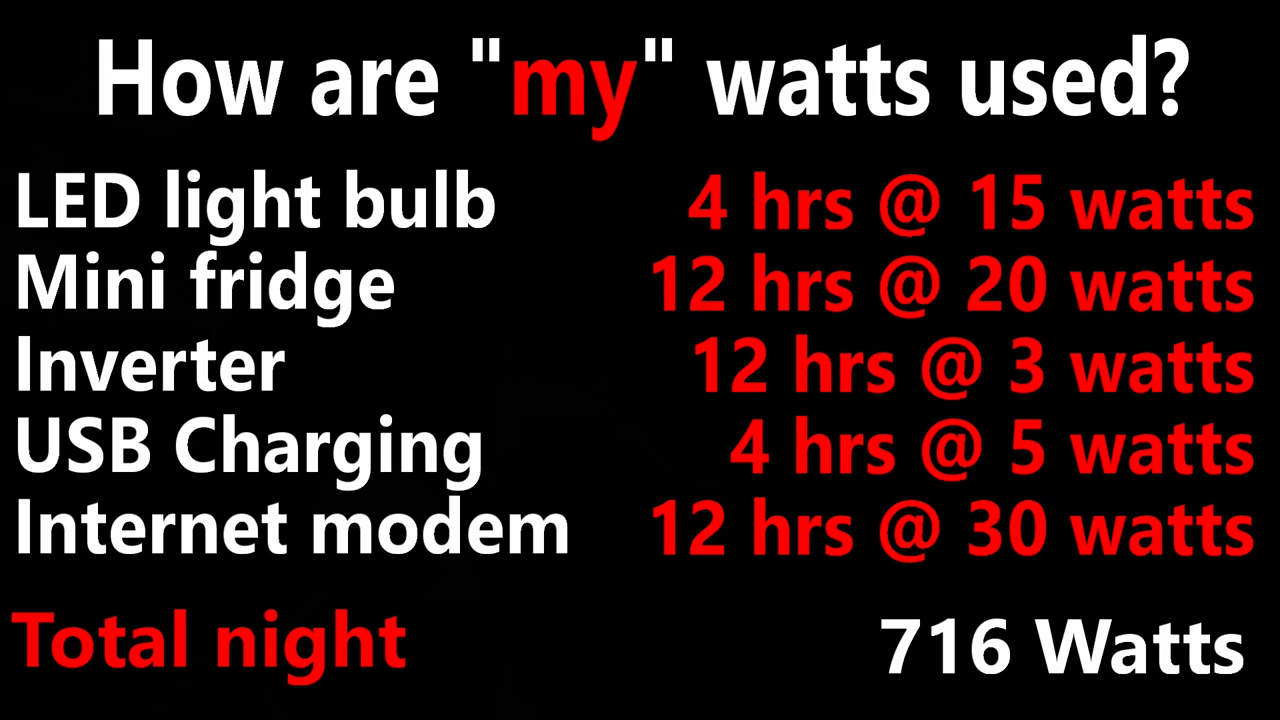 How are "my" watts used?
LED light bulb 4 hrs @ 15 watts
Mini fridge 12 hrs @ 20 watts
Inverter 12 hrs @ 3 watts
USB Charging 4 hrs @ 5 watts
Internet modem 12 hrs @ 30 watts
Total night 716 Watts